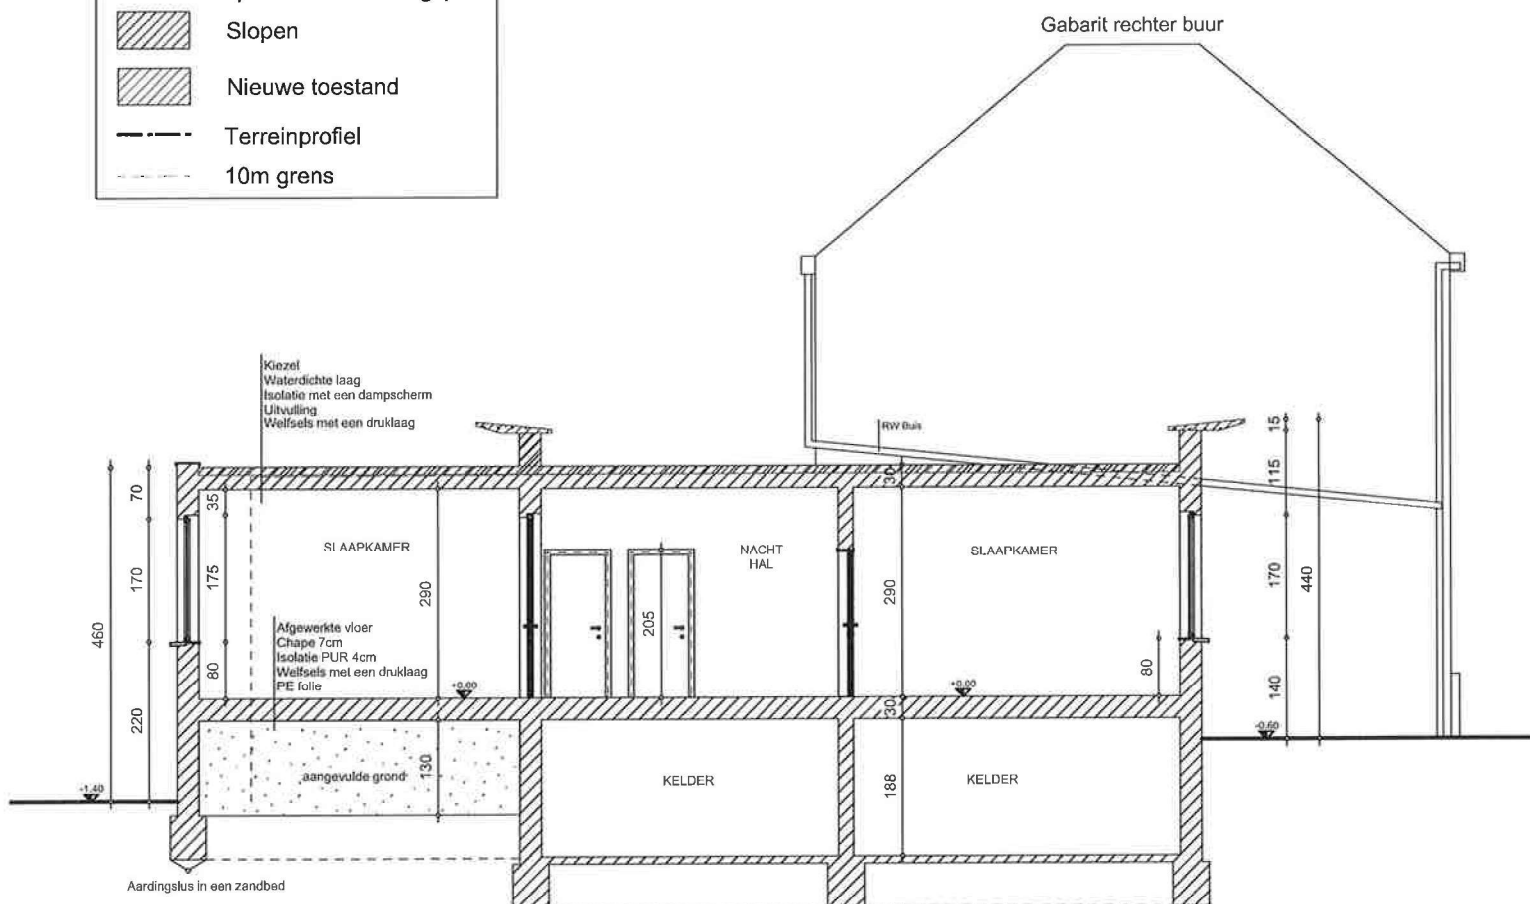 Slopen
Nieuwe toestand
Terreinprofiel
10m grens
Gabarit rechter buur
Kiezel
Waterdichte laag
Isolatie met een dampscherm
Uitvulling
Welfsels met een druklaag
RW Buis
15
115
30
70
35
SLAAPKAMER
NACHT
HAL
SLAAPKAMER
170
175
290
205
290
170
440
460
Afgewerkte vloer
Chape 7cm
Isolatie PUR 4cm
Welfsels met een druklaag
PE folie
80
80
+0.00
+0.00
220
30
140
-0.60
aangevulde grond
130
KELDER
188
KELDER
-1.40
Aardingslus in een zandbed